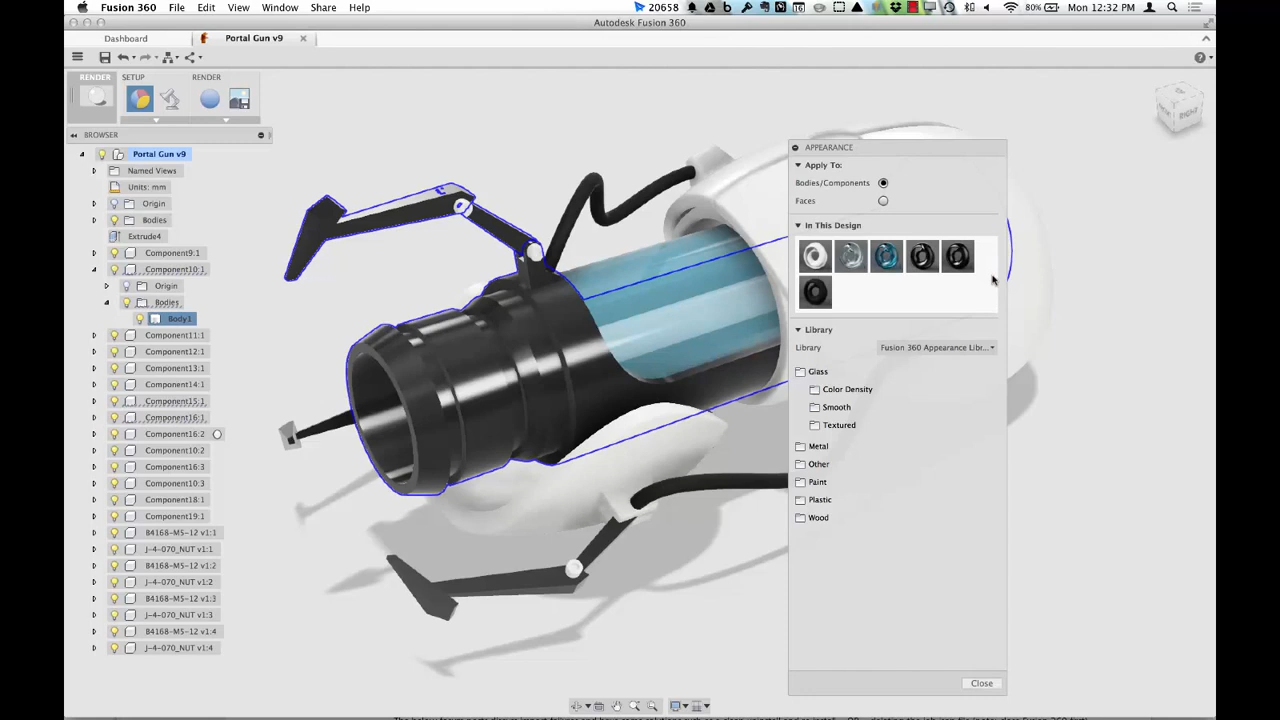 Fusion 360 File Edit View Window Share Help 20658 80% Mon 12:32 PM
Autodesk Fusion 360
Dashboard Portal Gun v9
RENDER SETUP RENDER
BROWSER
Portal Gun v9
Named Views
Units: mm
Origin
Bodies
Extrude4
Component9:1
Component10:1
Origin
Bodies
Body1
Component11:1
Component12:1
Component13:1
Component14:1
Component15:1
Component16:1
Component16:2
Component10:2
Component16:3
Component10:3
Component18:1
Component19:1
B4168-M5-12 v1:1
J-4-070_NUT v1:1
B4168-M5-12 v1:2
J-4-070_NUT v1:2
B4168-M5-12 v1:3
J-4-070_NUT v1:3
B4168-M5-12 v1:4
J-4-070_NUT v1:4
RIGHT
APPEARANCE
Apply To:
Bodies/Components
Faces
In This Design
Library
Library Fusion 360 Appearance Libr...
Glass
Color Density
Smooth
Textured
Metal
Other
Paint
Plastic
Wood
Close